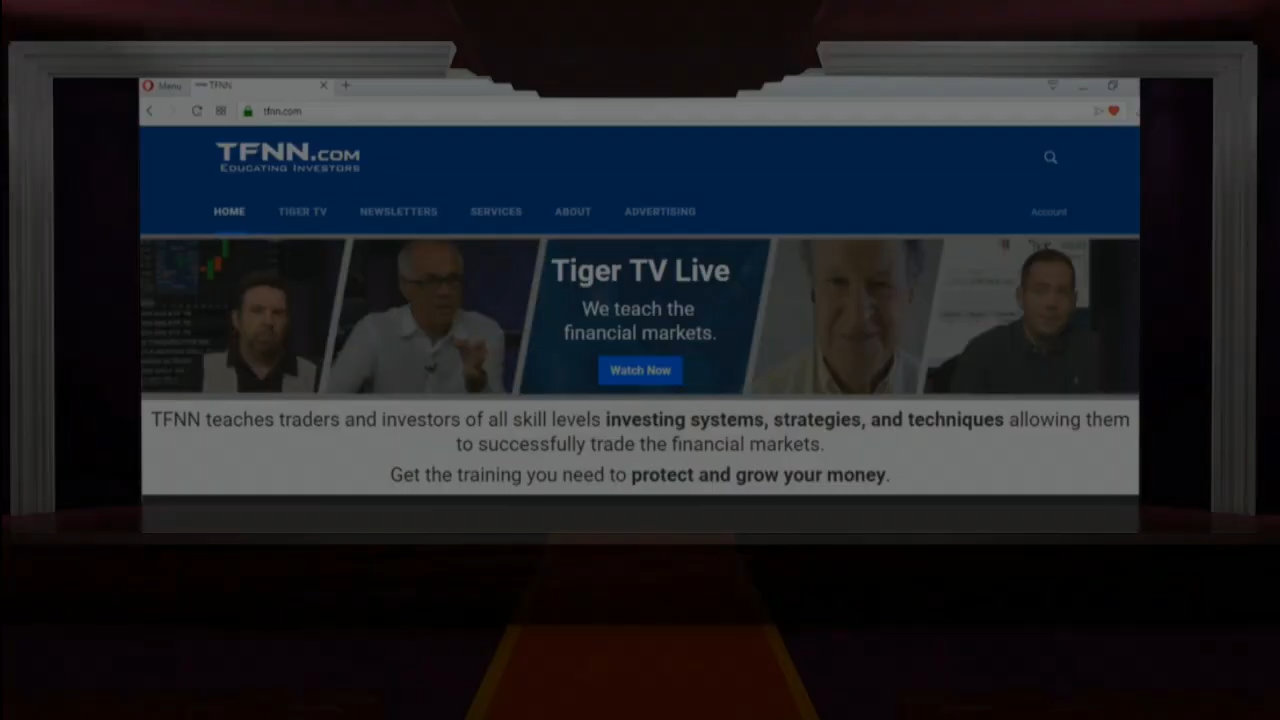 Menu
TFNN
tfnn.com
TFNN.COM
EDUCATING INVESTORS
HOME TIGER TV NEWSLETTERS SERVICES ABOUT ADVERTISING
Account
Tiger TV Live
We teach the
financial markets.
Watch Now
TFNN teaches traders and investors of all skill levels investing systems, strategies, and techniques allowing them
to successfully trade the financial markets.
Get the training you need to protect and grow your money.